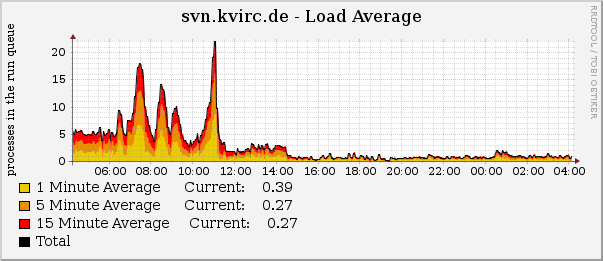 svn.kvirc.de - Load Average
RRDTOOL / TOBI OETIKER
processes in the run queue
20
15
10
5
0
06:00 08:00 10:00 12:00 14:00 16:00 18:00 20:00 22:00 00:00 02:00 04:00
1 Minute Average Current: 0.39
5 Minute Average Current: 0.27
15 Minute Average Current: 0.27
Total